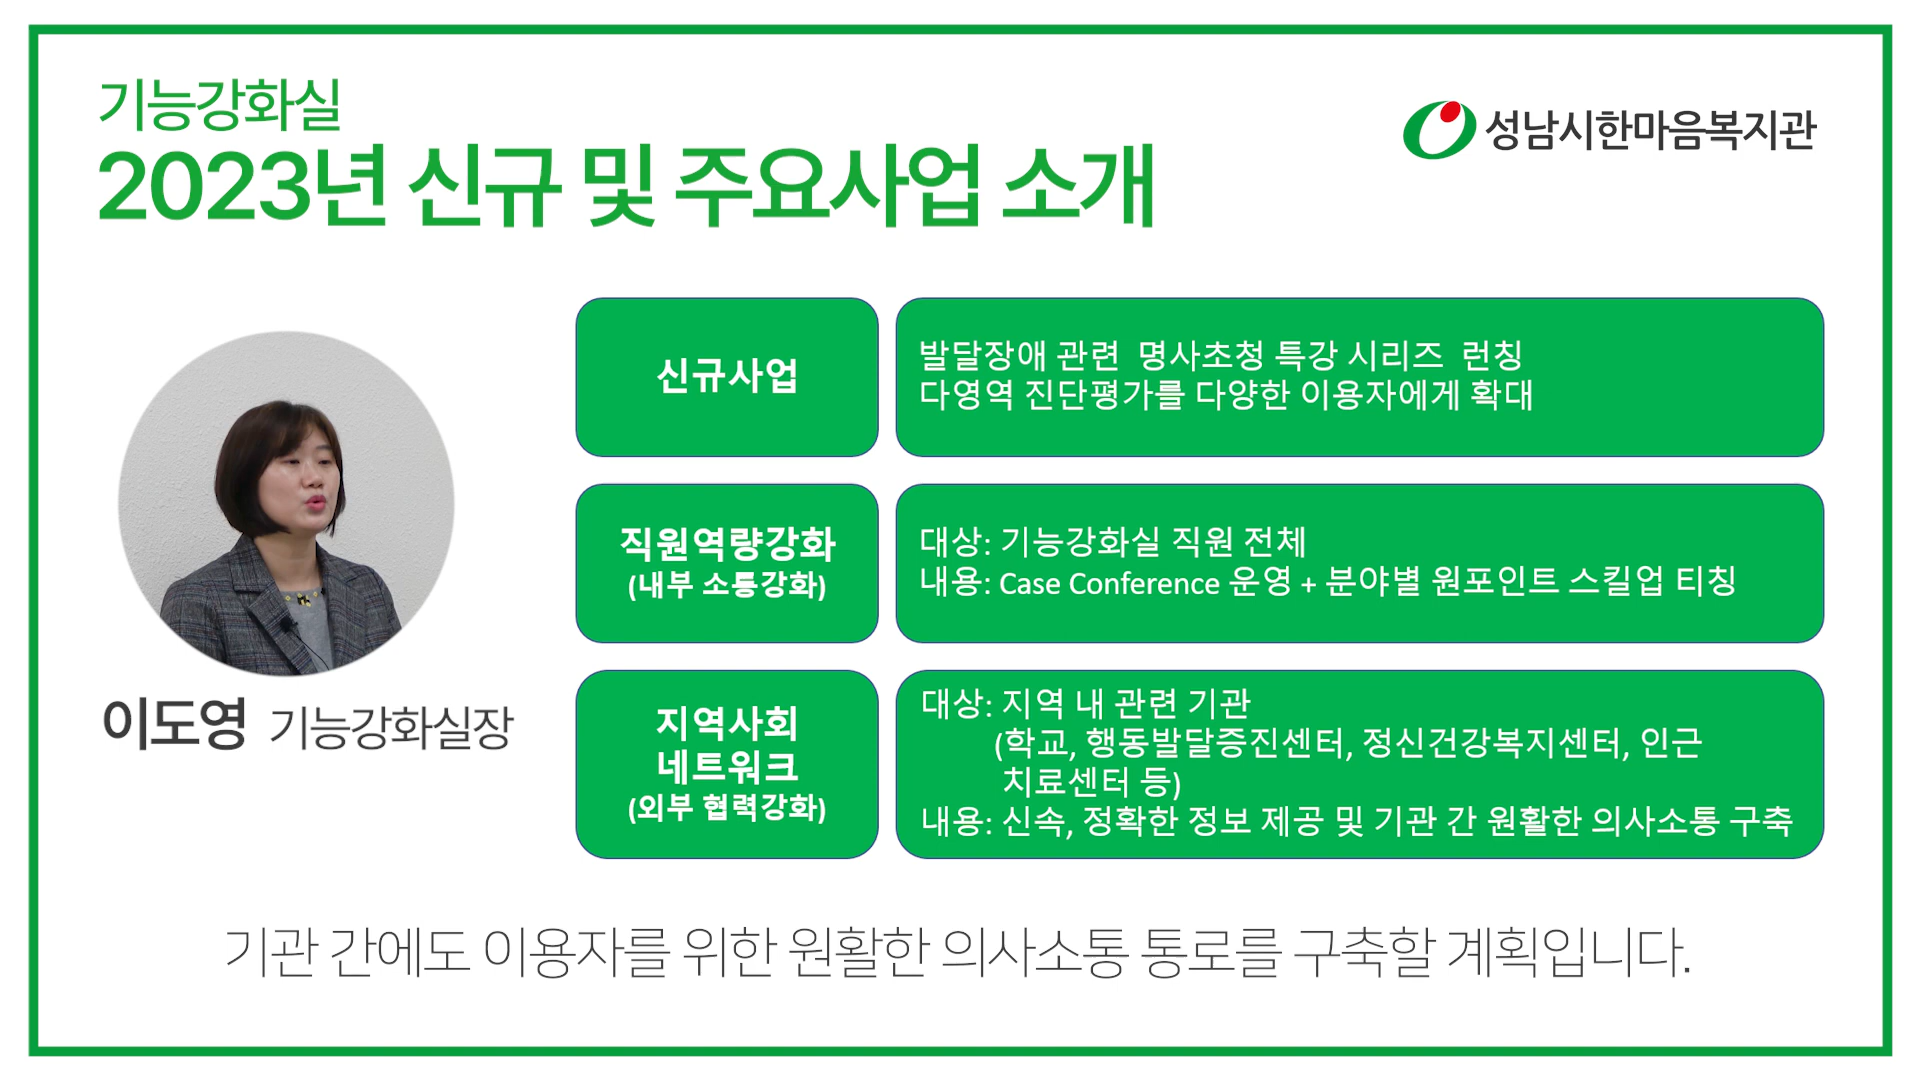 기능강화실
2023년 신규 및 주요사업 소개
성남시한마음복지관
신규사업
발달장애 관련 명사초청 특강 시리즈 런칭
다영역 진단평가를 다양한 이용자에게 확대
직원역량강화
(내부 소통강화)
대상: 기능강화실 직원 전체
내용: Case Conference 운영 + 분야별 원포인트 스킬업 티칭
지역사회
네트워크
(외부 협력강화)
대상: 지역 내 관련 기관
(학교, 행동발달증진센터, 정신건강복지센터, 인근
치료센터 등)
내용: 신속, 정확한 정보 제공 및 기관 간 원활한 의사소통 구축
이도영 기능강화실장
기관 간에도 이용자를 위한 원활한 의사소통 통로를 구축할 계획입니다.